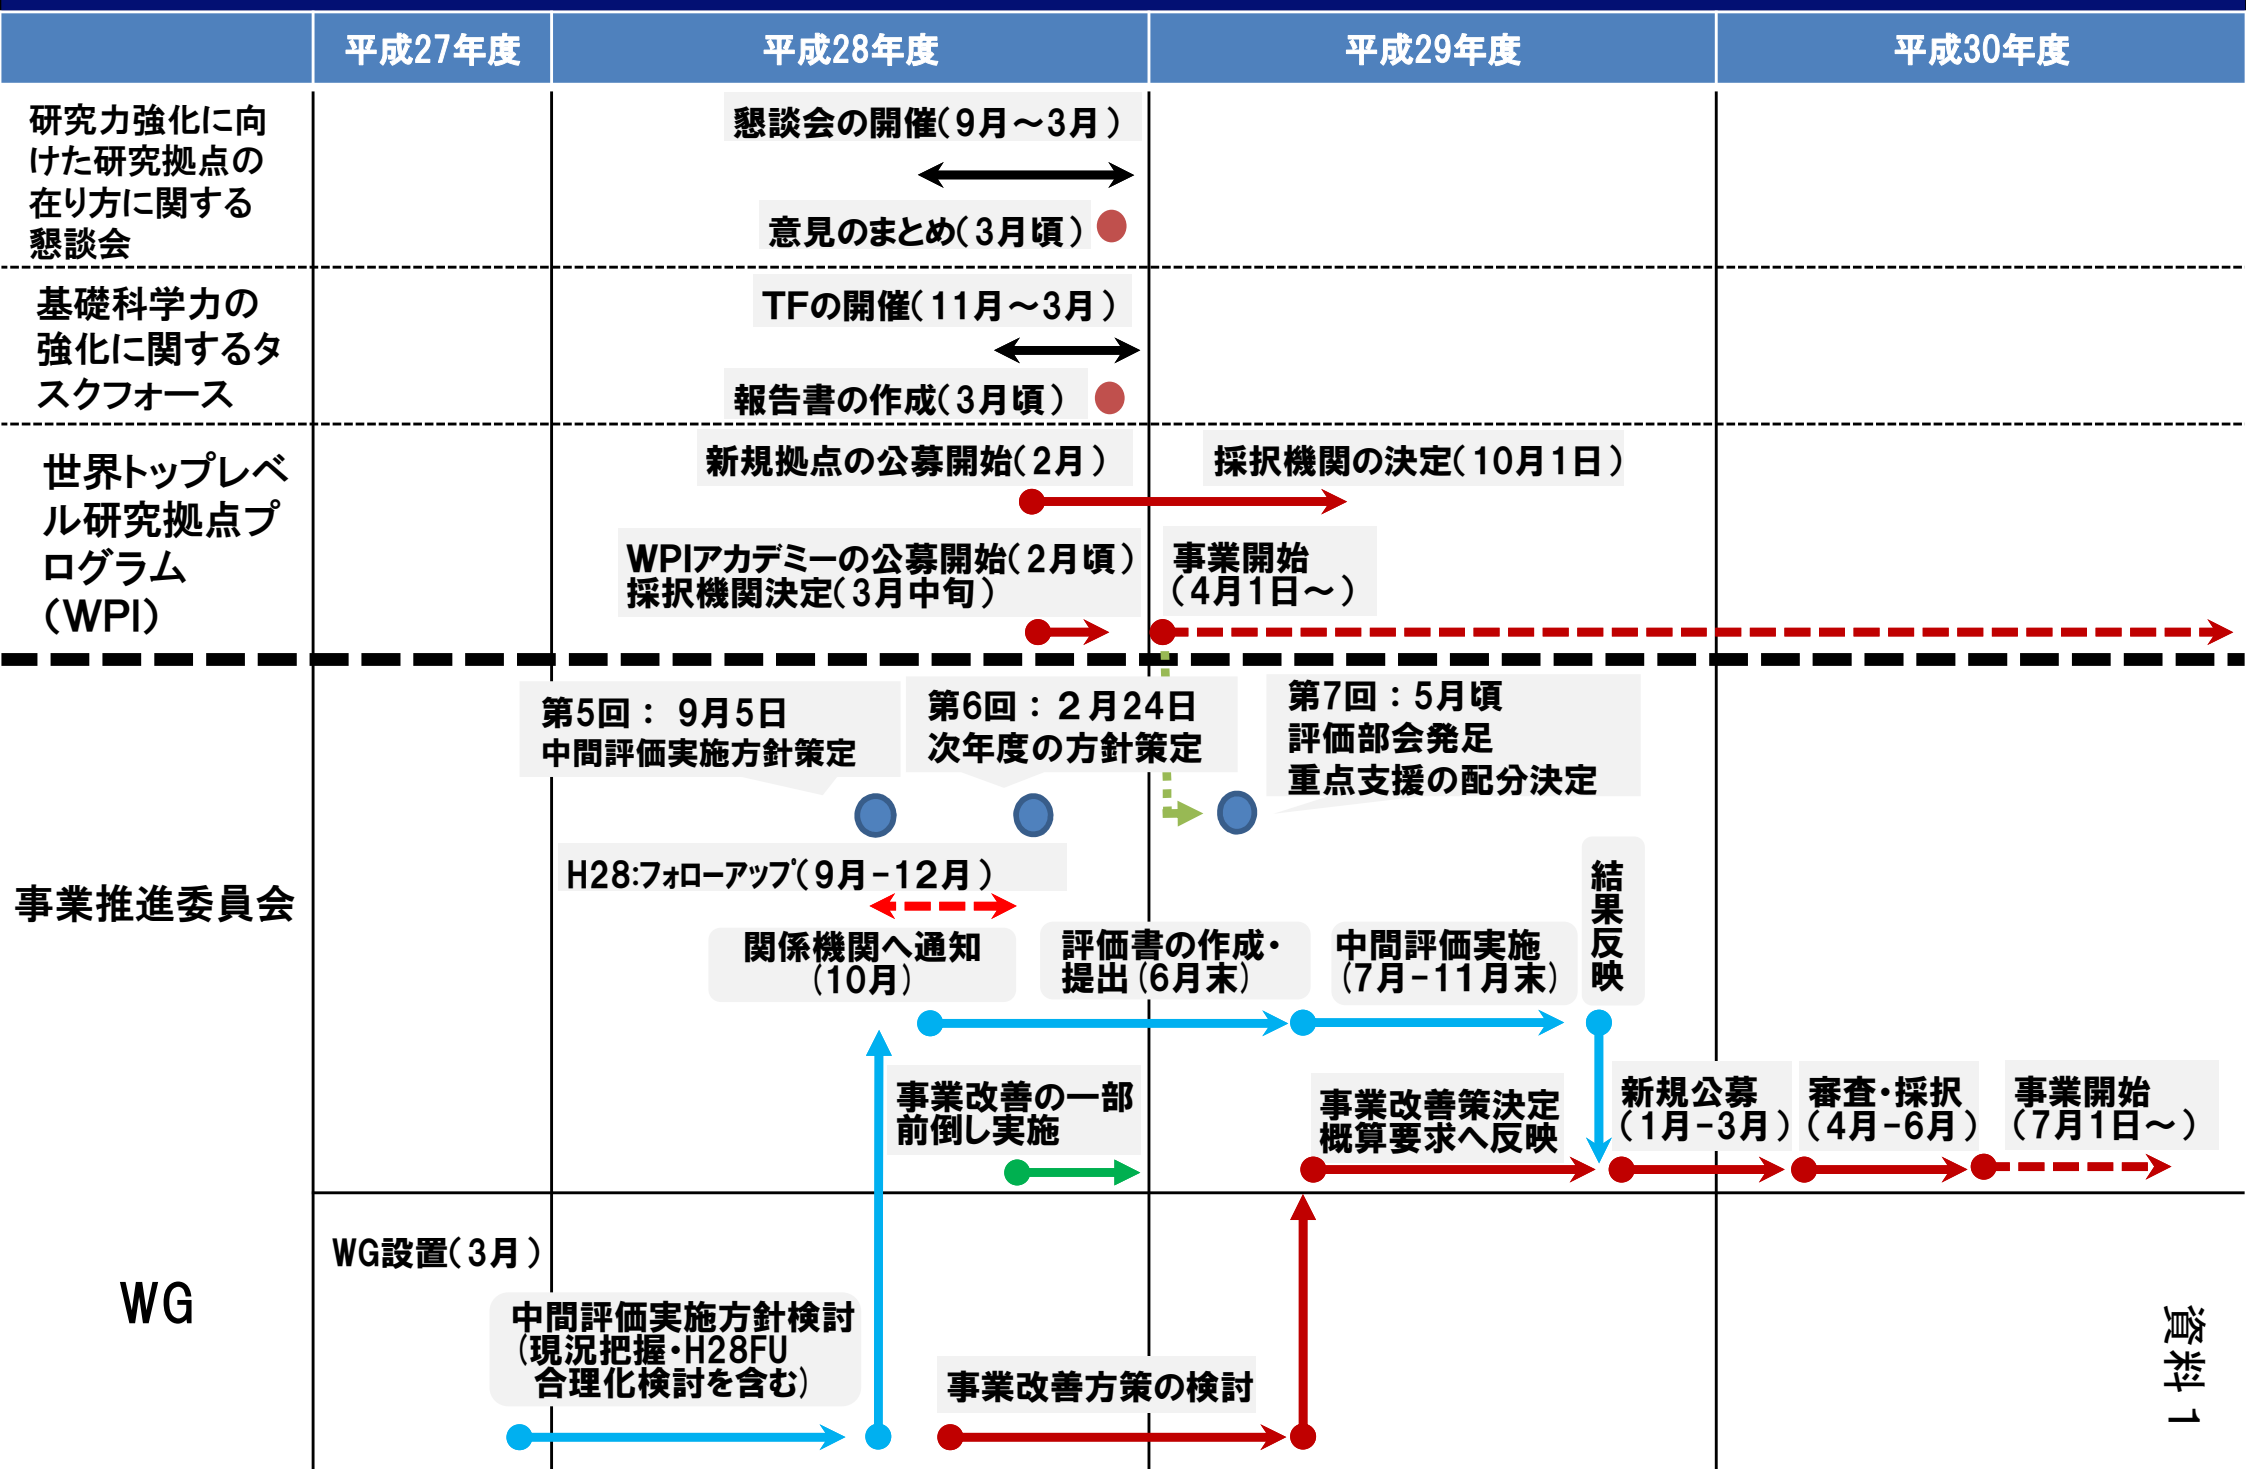 平成27年度
平成28年度
平成29年度
平成30年度
研究力強化に向
けた研究拠点の
在り方に関する
懇談会
懇談会の開催(9月～3月)
意見のまとめ(3月頃)
基礎科学力の
強化に関するタ
スクフォース
TFの開催(11月～3月)
報告書の作成(3月頃)
世界トップレベ
ル研究拠点プ
ログラム
(WPI)
新規拠点の公募開始(2月)
採択機関の決定(10月1日)
WPIアカデミーの公募開始(2月頃)
採択機関決定(3月中旬)
事業開始
(4月1日～)
事業推進委員会
第5回：9月5日
中間評価実施方針策定
第6回：2月24日
次年度の方針策定
第7回：5月頃
評価部会発足
重点支援の配分決定
H28:フォローアップ(9月-12月)
関係機関へ通知
(10月)
評価書の作成・
提出(6月末)
中間評価実施
(7月-11月末)
結果反映
事業改善の一部
前倒し実施
事業改善策決定
概算要求へ反映
新規公募
(1月-3月)
審査・採択
(4月-6月)
事業開始
(7月1日～)
WG
WG設置(3月)
中間評価実施方針検討
(現況把握・H28FU
合理化検討を含む)
事業改善方策の検討
資料1